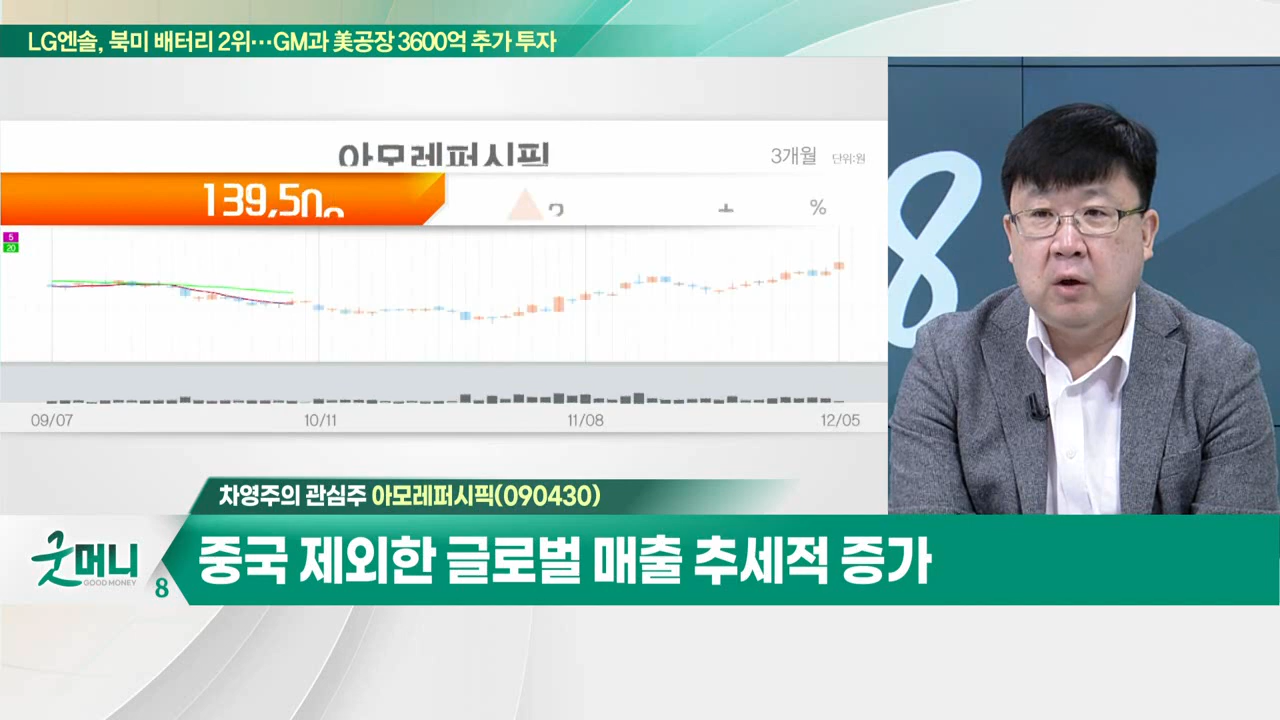 LG엔솔, 북미 배터리 2위…GM과 美공장 3600억 추가 투자
아모레퍼시픽
3개월
단위:원
%
5
20
09/07
10/11
11/08
12/05
차영주의 관심주 아모레퍼시픽(090430)
중국 제외한 글로벌 매출 추세적 증가
굿머니
GOOD MONEY
8
8